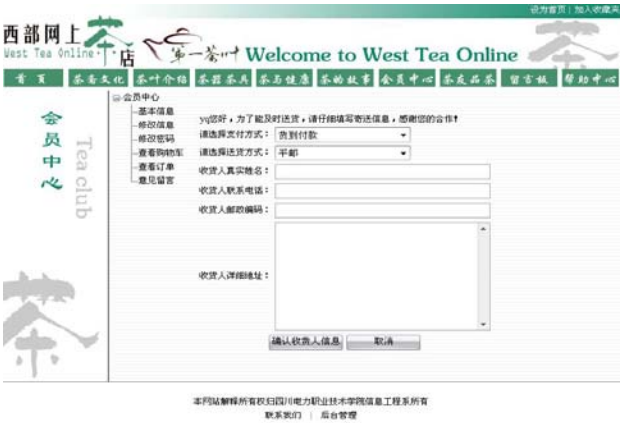 设为首页 | 加入收藏夹
西部网上茶店
West Tea Online
第一茶叶
Welcome to West Tea Online
首 页 茶圣文化 茶叶介绍 茶器茶具 茶与健康 茶的故事 会员中心 茶友品茶 留言板 帮助中心
会员中心
Tea club
茶
会员中心
基本信息
修改信息
修改密码
查看购物车
查看订单
意见留言
yq您好，为了能及时送货，请仔细填写寄送信息，感谢您的合作！
请选择支付方式： 货到付款
请选择送货方式： 平邮
收货人真实姓名：
收货人联系电话：
收货人邮政编码：
收货人详细地址：
确认收货人信息 取消
本网站解释所有权归四川电力职业技术学院信息工程系所有
联系我们 | 后台管理